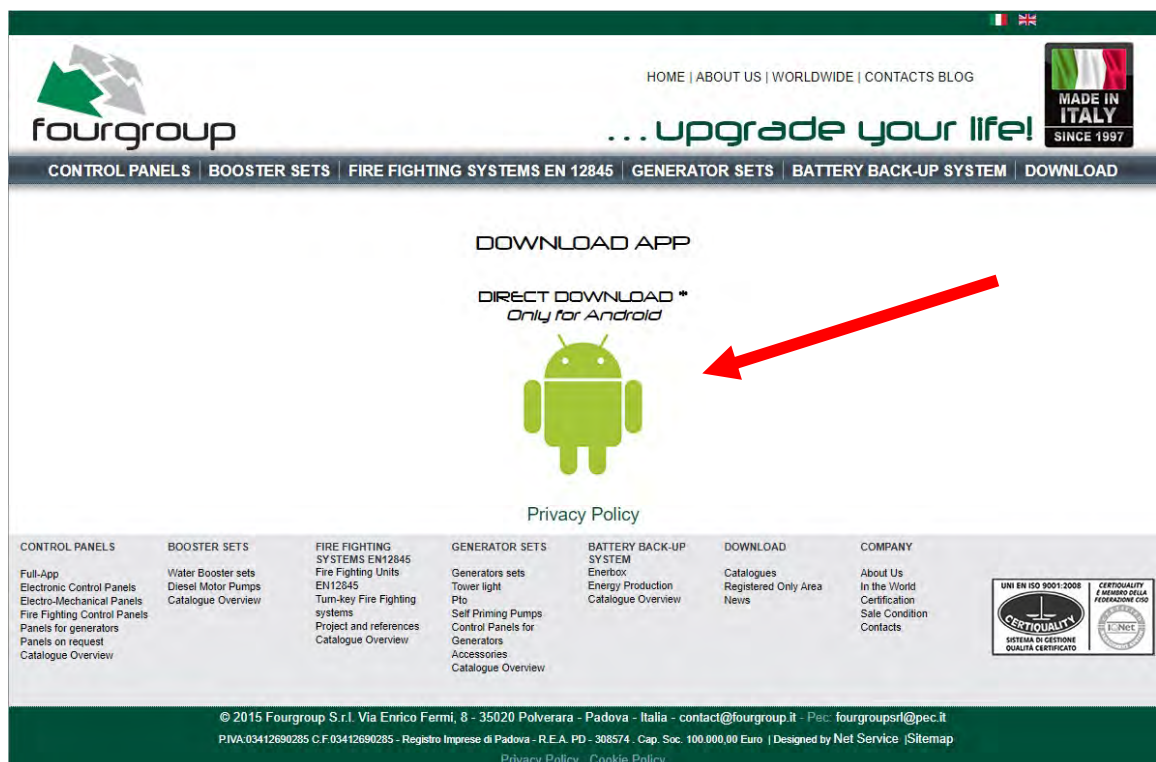 HOME | ABOUT US | WORLDWIDE | CONTACTS BLOG
MADE IN
ITALY
SINCE 1997
fourgroup
...upgrade your life!
CONTROL PANELS | BOOSTER SETS | FIRE FIGHTING SYSTEMS EN 12845 | GENERATOR SETS | BATTERY BACK-UP SYSTEM | DOWNLOAD
DOWNLOAD APP
DIRECT DOWNLOAD *
Only for Android
Privacy Policy
CONTROL PANELS
Full-App
Electronic Control Panels
Electro-Mechanical Panels
Fire Fighting Control Panels
Panels for generators
Panels on request
Catalogue Overview
BOOSTER SETS
Water Booster sets
Diesel Motor Pumps
Catalogue Overview
FIRE FIGHTING
SYSTEMS EN12845
Fire Fighting Units
EN12845
Turn-key Fire Fighting
systems
Project and references
Catalogue Overview
GENERATOR SETS
Generators sets
Tower light
Pto
Self Priming Pumps
Control Panels for
Generators
Accessories
Catalogue Overview
BATTERY BACK-UP
SYSTEM
Enerbox
Energy Production
Catalogue Overview
DOWNLOAD
Catalogues
Registered Only Area
News
COMPANY
About Us
In the World
Certification
Sale Condition
Contacts
UNI EN ISO 9001:2008
CERTIQUALITY
SISTEMA DI GESTIONE
QUALITÀ CERTIFICATO
CERTIQUALITY
È MEMBRO DELLA
FEDERAZIONE CISQ
IQNet
© 2015 Fourgroup S.r.l. Via Enrico Fermi, 8 - 35020 Polverara - Padova - Italia - contact@fourgroup.it - Pec: fourgroupsrl@pec.it
P.IVA:03412690285 C.F.03412690285 - Registro Imprese di Padova - R.E.A. PD - 308574 . Cap. Soc. 100.000,00 Euro | Designed by Net Service |Sitemap
Privacy Policy Cookie Policy